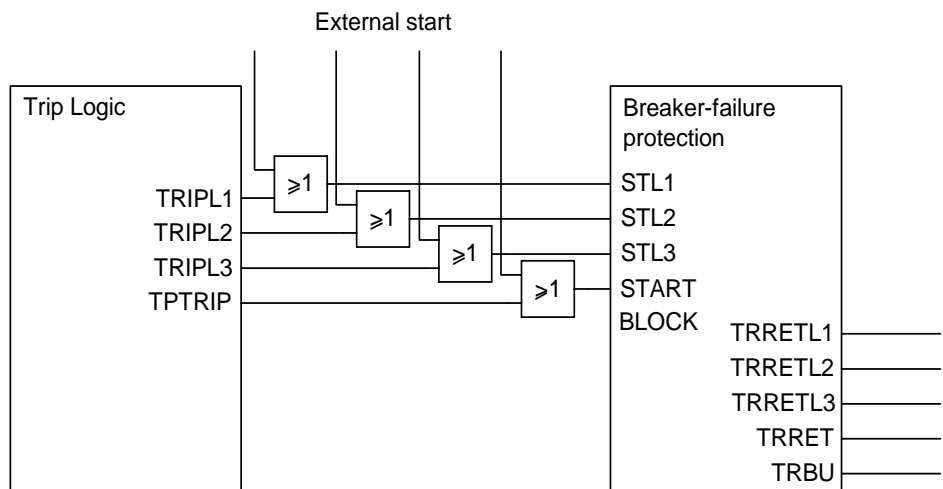 External start
Trip Logic
TRIPL1
TRIPL2
TRIPL3
TPTRIP
⩾1
⩾1
⩾1
⩾1
Breaker-failure
protection
STL1
STL2
STL3
START
BLOCK
TRRETL1
TRRETL2
TRRETL3
TRRET
TRBU